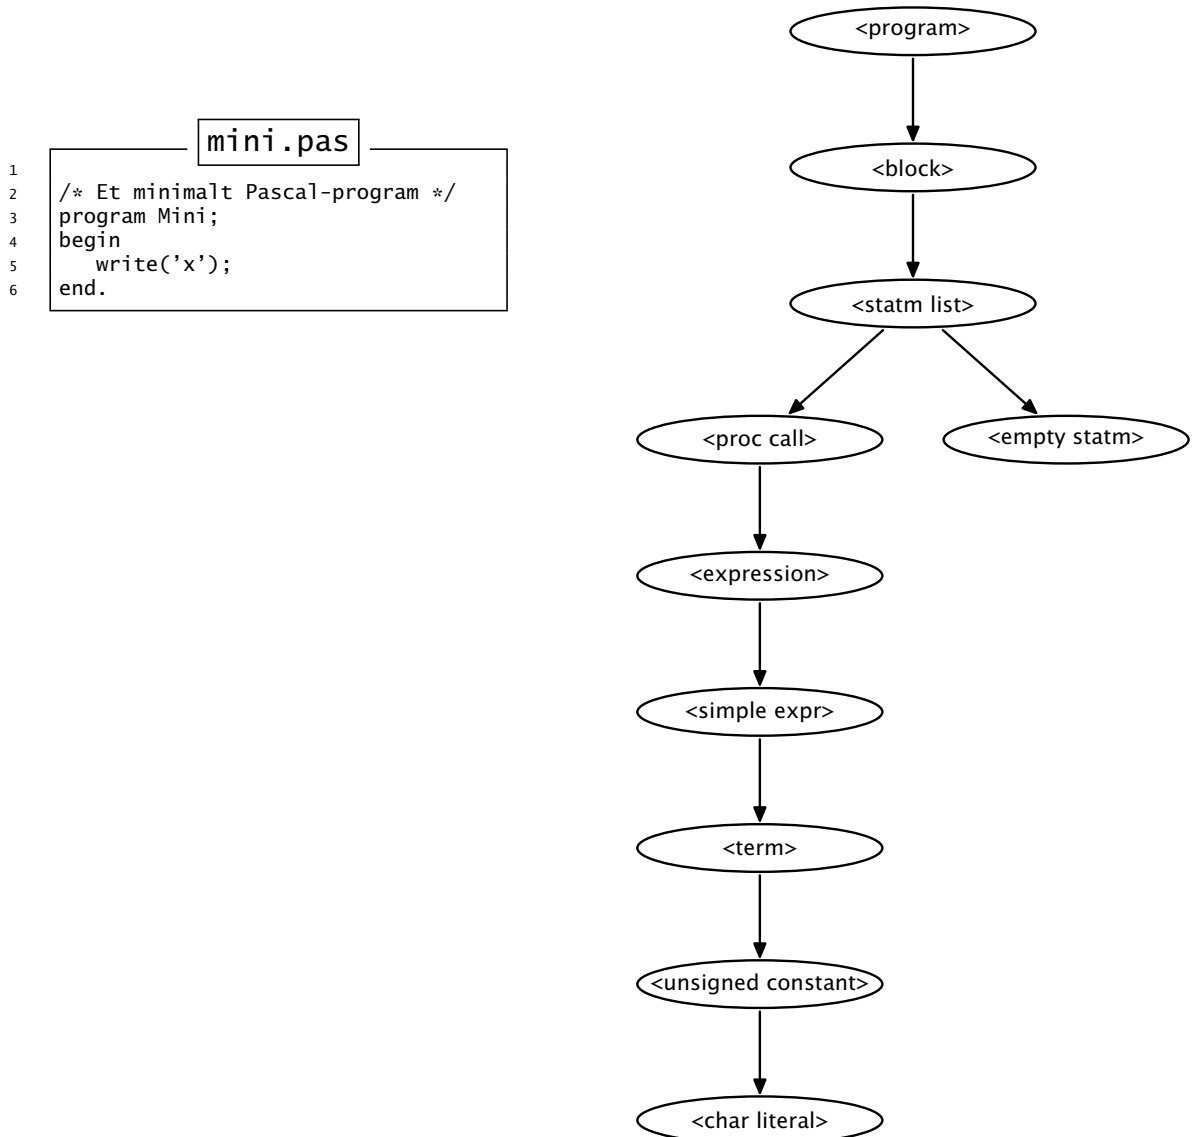 mini.pas
1
2 /* Et minimalt Pascal-program */
3 program Mini;
4 begin
5    write(’x’);
6 end.
<program>
<block>
<statm list>
<proc call> <empty statm>
<expression>
<simple expr>
<term>
<unsigned constant>
<char literal>